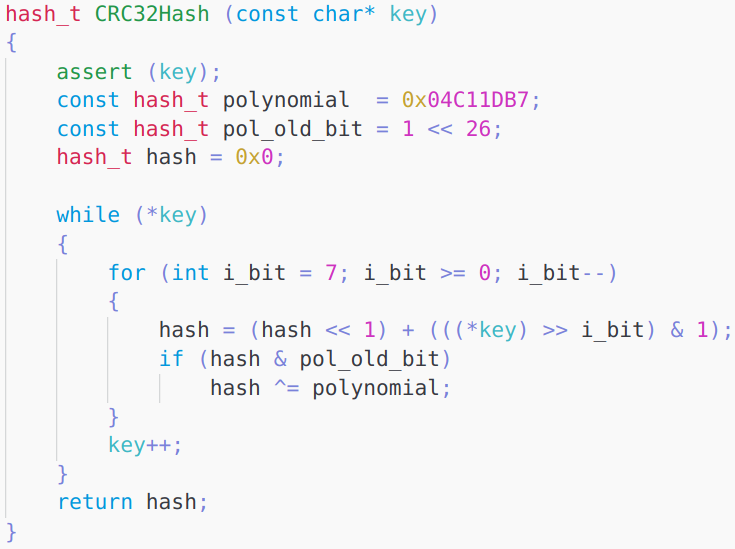 hash_t CRC32Hash (const char* key)
{
    assert (key);
    const hash_t polynomial  = 0x04C11DB7;
    const hash_t pol_old_bit = 1 << 26;
    hash_t hash = 0x0;

    while (*key)
    {
        for (int i_bit = 7; i_bit >= 0; i_bit--)
        {
            hash = (hash << 1) + (((*key) >> i_bit) & 1);
            if (hash & pol_old_bit)
                hash ^= polynomial;
        }
        key++;
    }
    return hash;
}